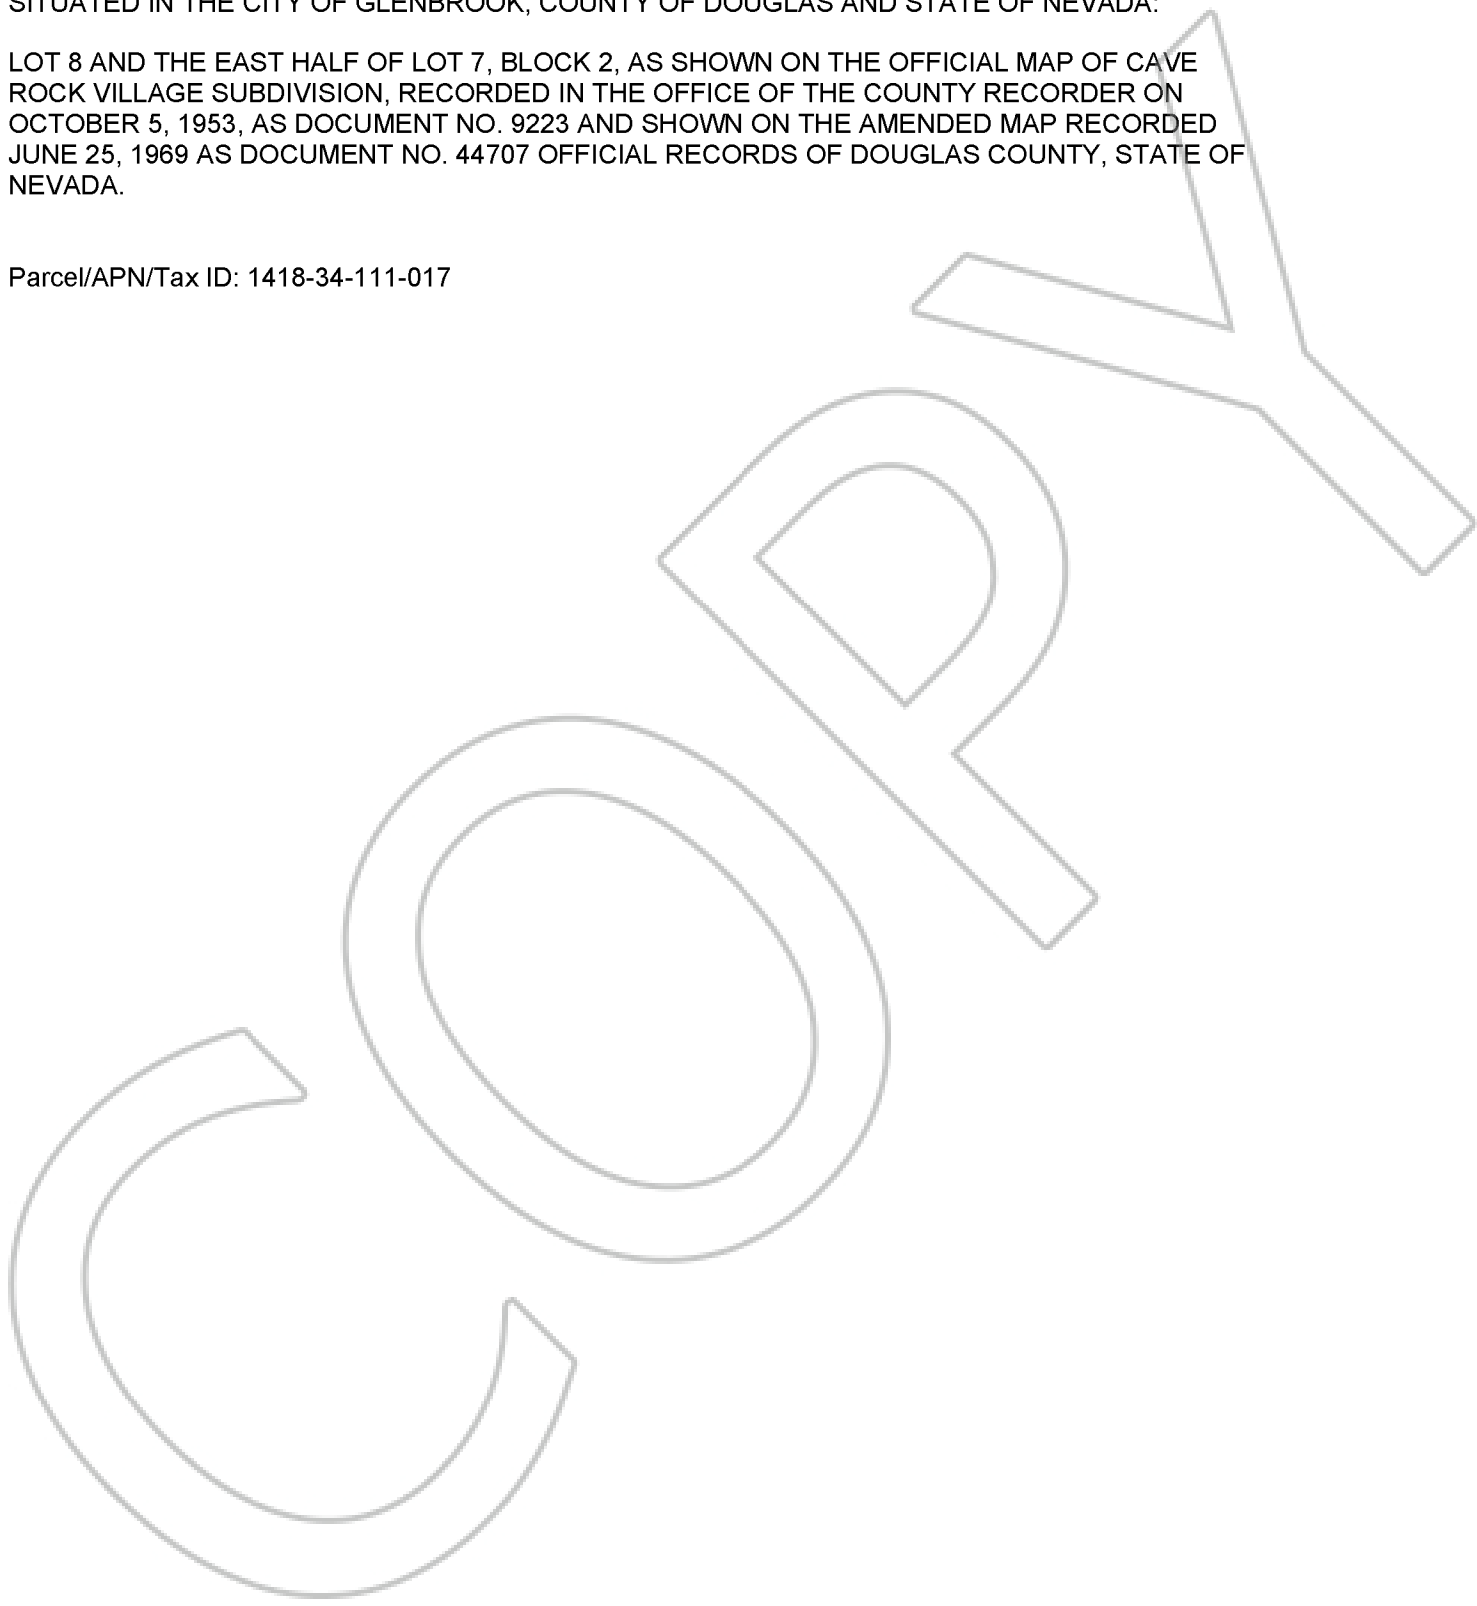 SITUATED IN THE CITY OF GLENBROOK, COUNTY OF DOUGLAS AND STATE OF NEVADA:
LOT 8 AND THE EAST HALF OF LOT 7, BLOCK 2, AS SHOWN ON THE OFFICIAL MAP OF CAVE
ROCK VILLAGE SUBDIVISION, RECORDED IN THE OFFICE OF THE COUNTY RECORDER ON
OCTOBER 5, 1953, AS DOCUMENT NO. 9223 AND SHOWN ON THE AMENDED MAP RECORDED
JUNE 25, 1969 AS DOCUMENT NO. 44707 OFFICIAL RECORDS OF DOUGLAS COUNTY, STATE OF
NEVADA.
Parcel/APN/Tax ID: 1418-34-111-017
COPY